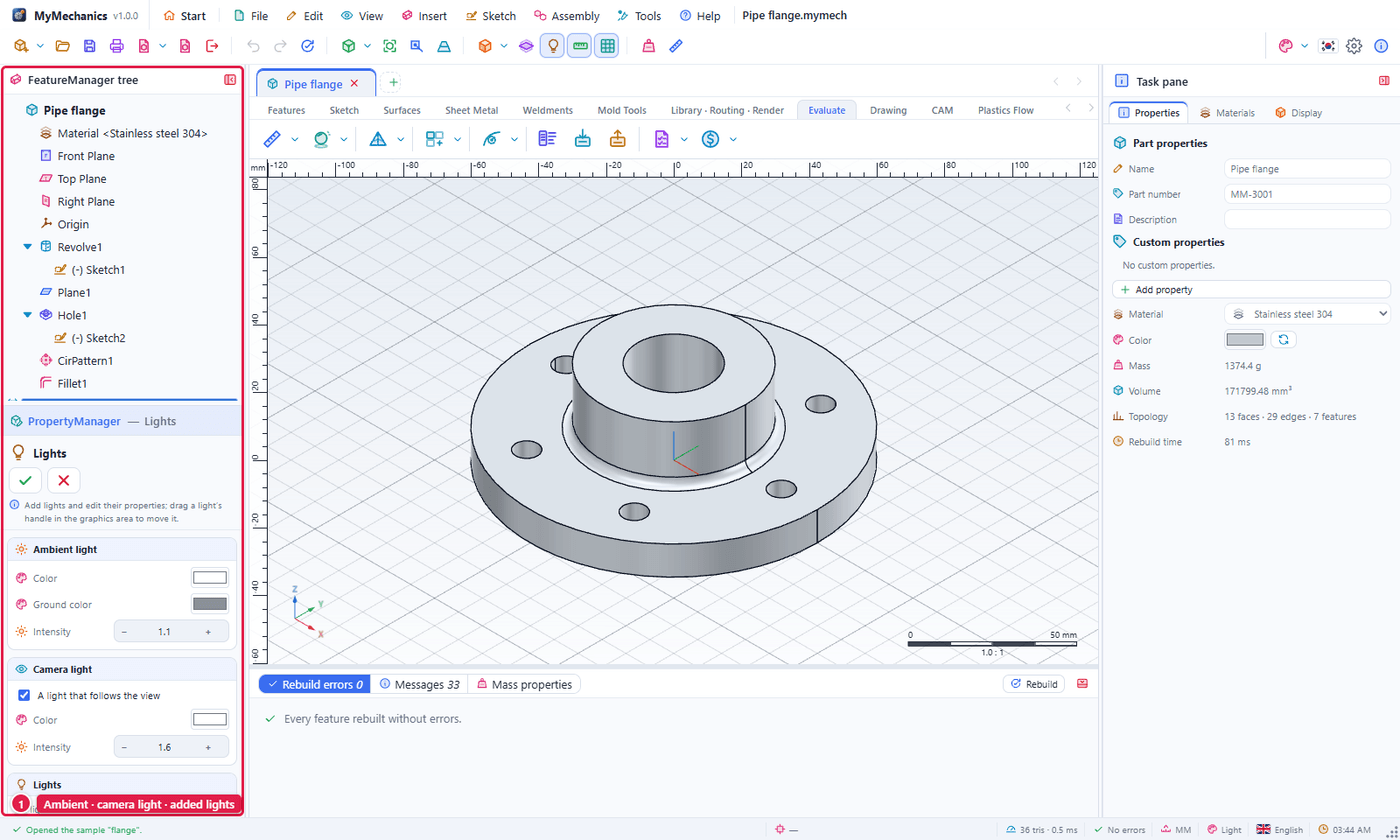 MyMechanics v1.0.0 Start File Edit View Insert Sketch Assembly Tools Help Pipe flange.mymech
FeatureManager tree
Pipe flange
Material <Stainless steel 304>
Front Plane
Top Plane
Right Plane
Origin
Revolve1
(-) Sketch1
Plane1
Hole1
(-) Sketch2
CirPattern1
Fillet1
PropertyManager — Lights
Lights
Add lights and edit their properties; drag a light's
handle in the graphics area to move it.
Ambient light
Color
Ground color
Intensity − 1.1 +
Camera light
A light that follows the view
Color
Intensity − 1.6 +
Lights
1 Ambient · camera light · added lights
Pipe flange
Features Sketch Surfaces Sheet Metal Weldments Mold Tools Library · Routing · Render Evaluate Drawing CAM Plastics Flow
mm -120 -100 -80 -60 -40 -20 0 20 40 60 80 100 120
80
60
40
20
0
-20
-40
-60
Z
Y
X
0 50 mm
1.0 : 1
Rebuild errors 0 Messages 33 Mass properties Rebuild
Every feature rebuilt without errors.
Task pane
Properties Materials Display
Part properties
Name Pipe flange
Part number MM-3001
Description
Custom properties
No custom properties.
+ Add property
Material Stainless steel 304
Color
Mass 1374.4 g
Volume 171799.48 mm³
Topology 13 faces · 29 edges · 7 features
Rebuild time 81 ms
Opened the sample "flange". — 36 tris · 0.5 ms No errors MM Light English 03:44 AM